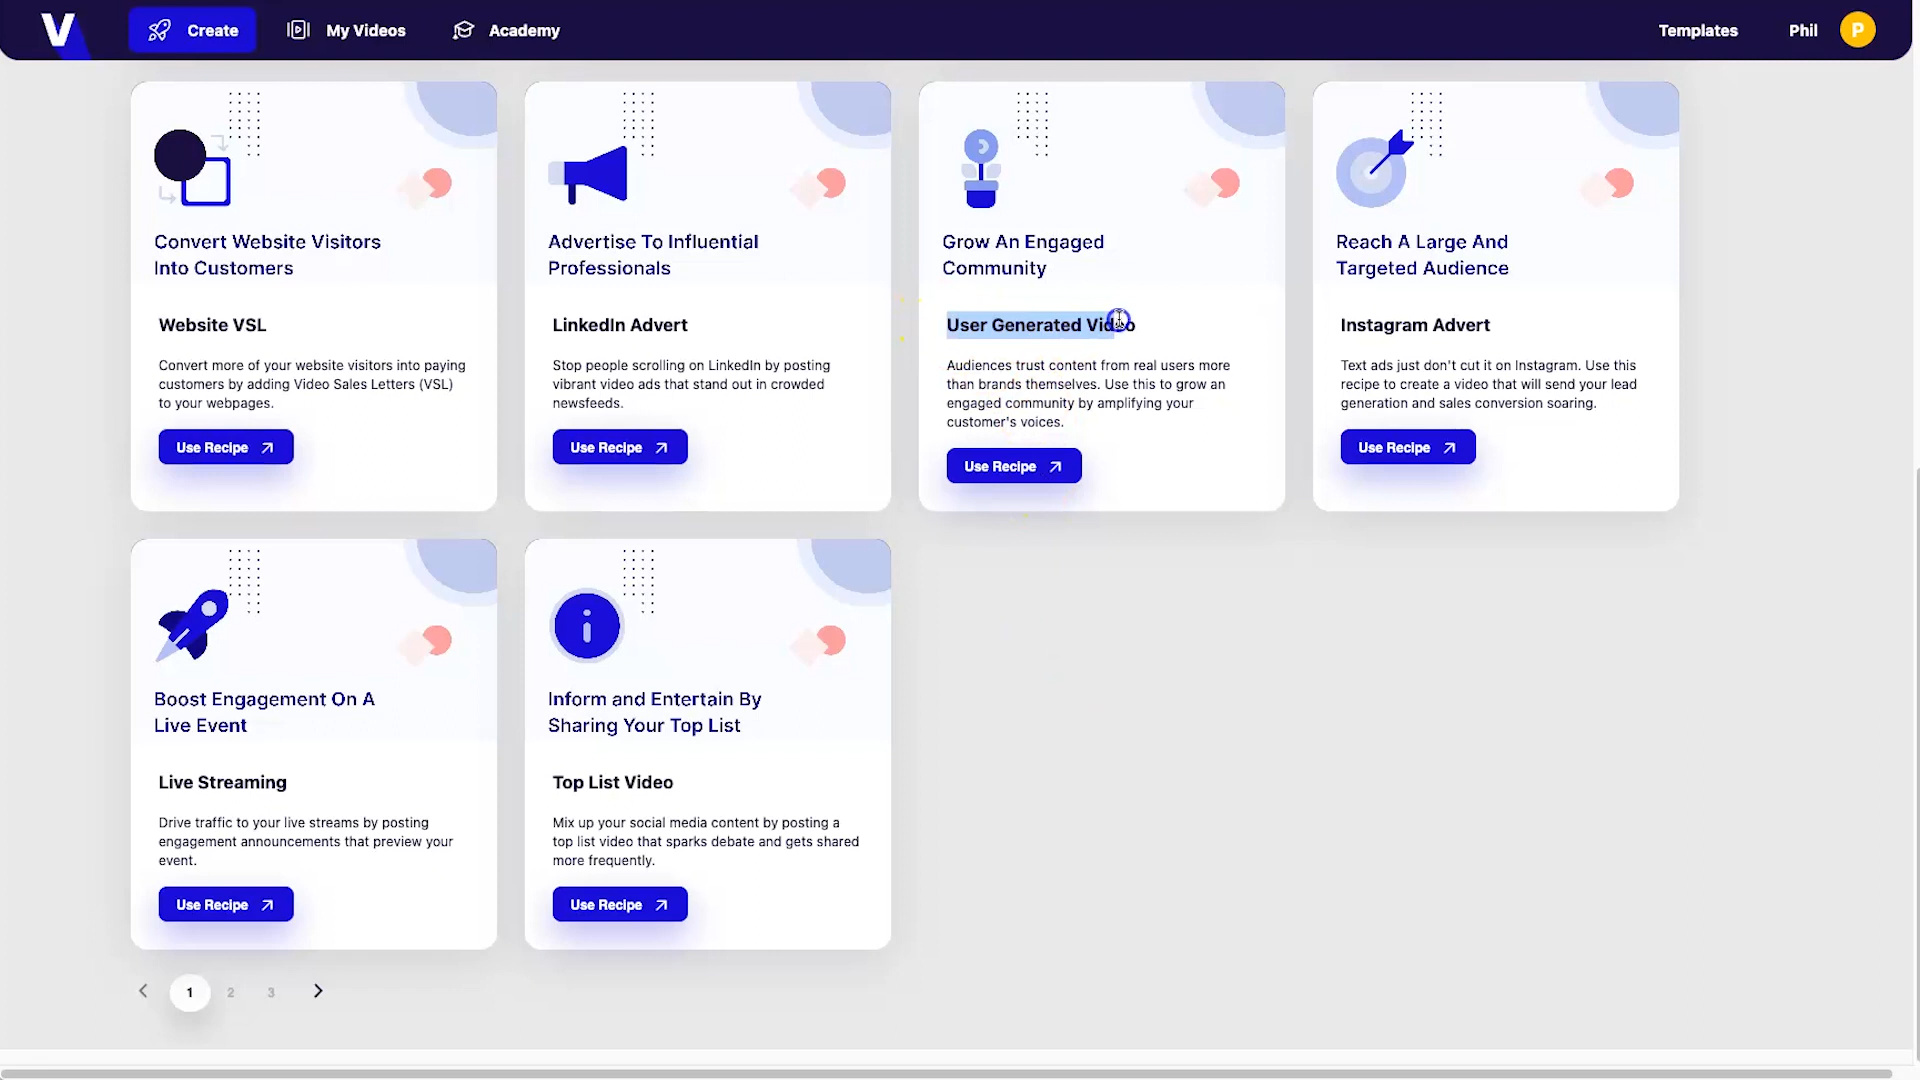 V
Create
My Videos
Academy
Templates
Phil
P
Convert Website Visitors
Into Customers
Website VSL
Convert more of your website visitors into paying
customers by adding Video Sales Letters (VSL)
to your webpages.
Use Recipe
Advertise To Influential
Professionals
LinkedIn Advert
Stop people scrolling on LinkedIn by posting
vibrant video ads that stand out in crowded
newsfeeds.
Use Recipe
Grow An Engaged
Community
User Generated Video
Audiences trust content from real users more
than brands themselves. Use this to grow an
engaged community by amplifying your
customer's voices.
Use Recipe
Reach A Large And
Targeted Audience
Instagram Advert
Text ads just don't cut it on Instagram. Use this
recipe to create a video that will send your lead
generation and sales conversion soaring.
Use Recipe
Boost Engagement On A
Live Event
Live Streaming
Drive traffic to your live streams by posting
engagement announcements that preview your
event.
Use Recipe
Inform and Entertain By
Sharing Your Top List
Top List Video
Mix up your social media content by posting a
top list video that sparks debate and gets shared
more frequently.
Use Recipe
1 2 3